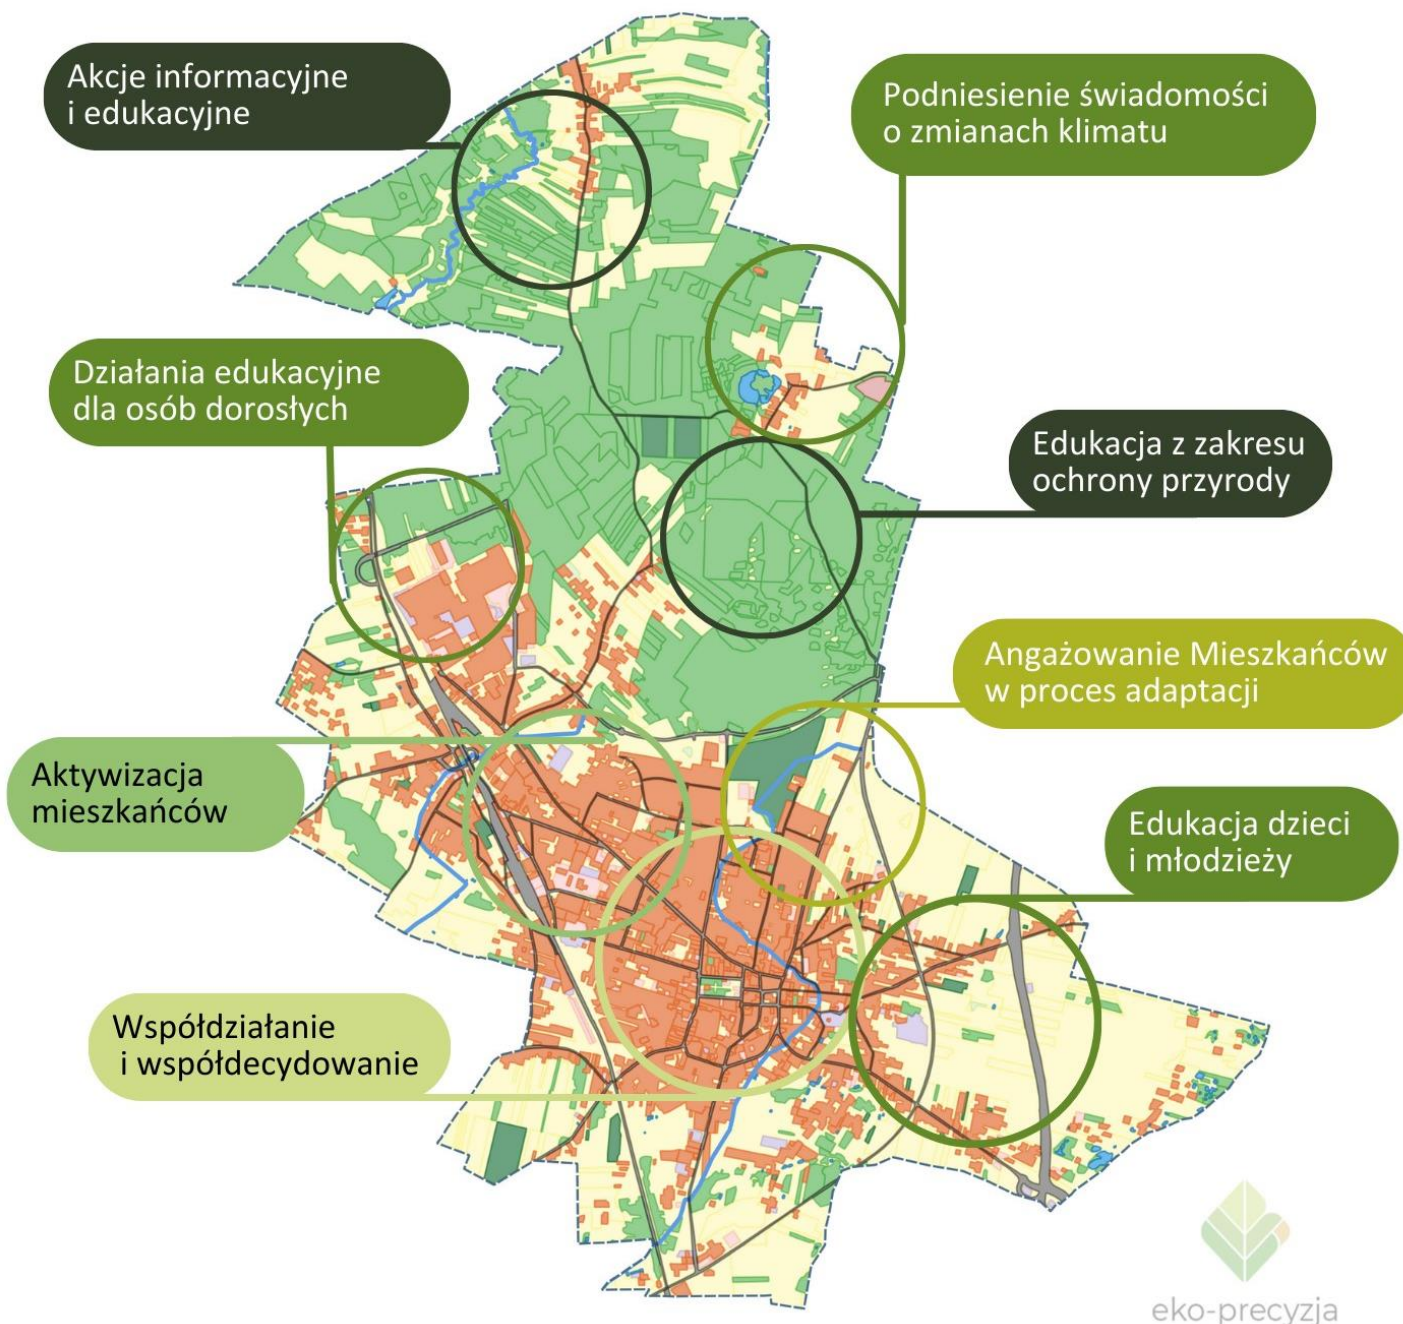 Akcje informacyjne
i edukacyjne
Podniesienie świadomości
o zmianach klimatu
Działania edukacyjne
dla osób dorosłych
Edukacja z zakresu
ochrony przyrody
Angażowanie Mieszkańców
w proces adaptacji
Aktywizacja
mieszkańców
Edukacja dzieci
i młodzieży
Współdziałanie
i współdecydowanie
eko-precyzja